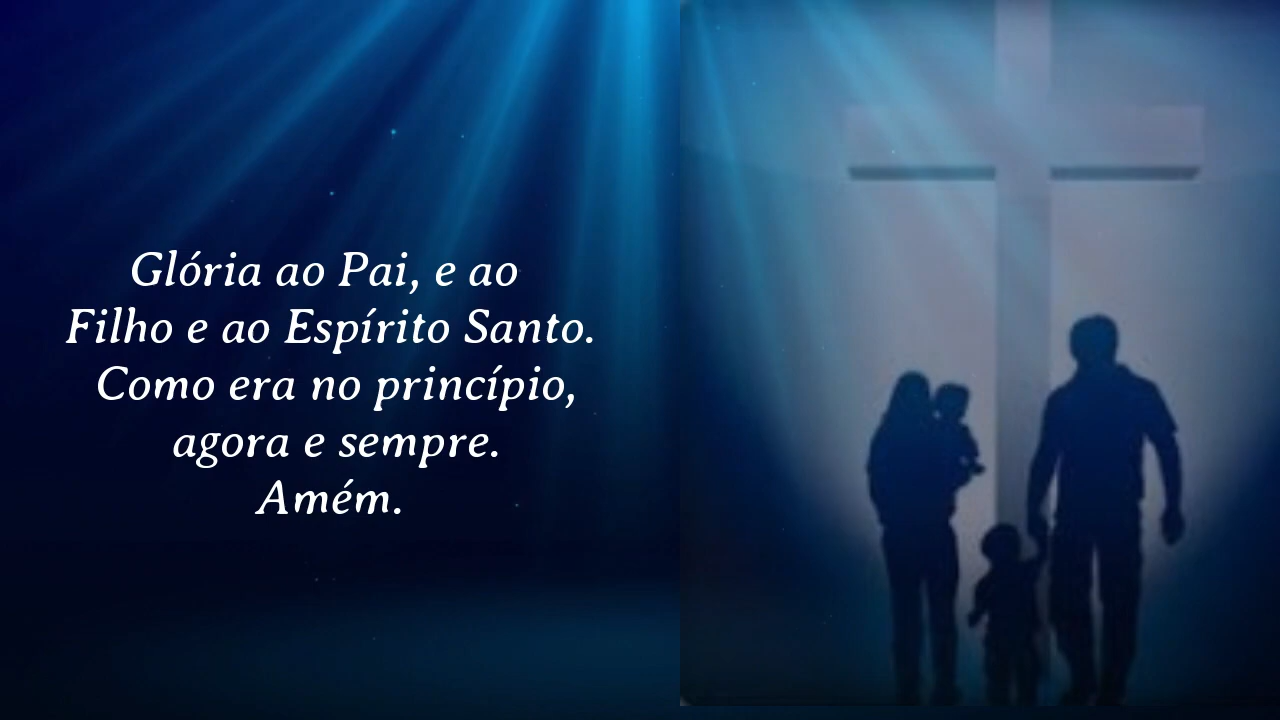 Glória ao Pai, e ao
Filho e ao Espírito Santo.
Como era no princípio,
agora e sempre.
Amém.